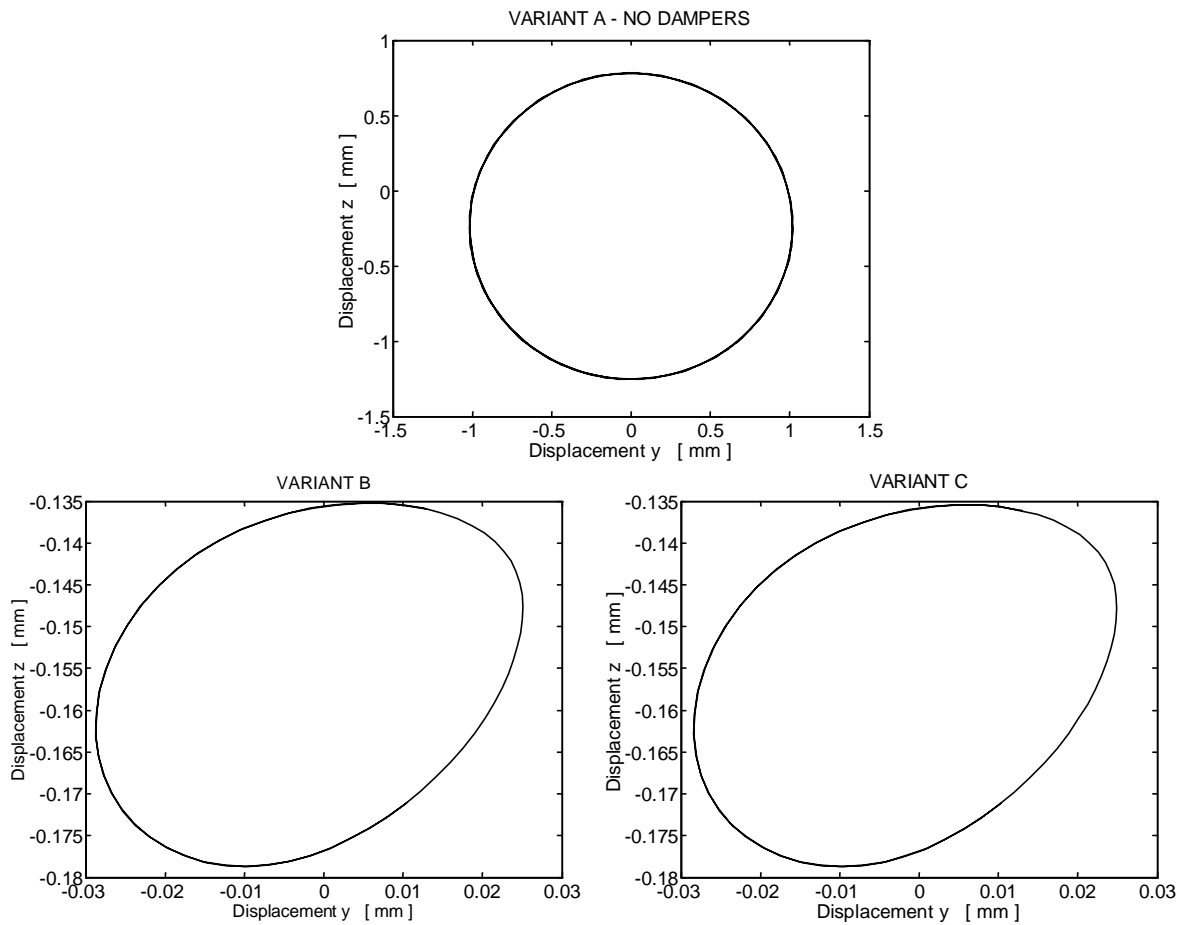 VARIANT A - NO DAMPERS
1
0.5
0
-0.5
-1
-1.5
Displacement z [ mm ]
-1.5 -1 -0.5 0 0.5 1 1.5
Displacement y [ mm ]
VARIANT B
-0.135
-0.14
-0.145
-0.15
-0.155
-0.16
-0.165
-0.17
-0.175
-0.18
Displacement z [ mm ]
-0.03 -0.02 -0.01 0 0.01 0.02 0.03
Displacement y [ mm ]
VARIANT C
-0.135
-0.14
-0.145
-0.15
-0.155
-0.16
-0.165
-0.17
-0.175
-0.18
Displacement z [ mm ]
-0.03 -0.02 -0.01 0 0.01 0.02 0.03
Displacement y [ mm ]